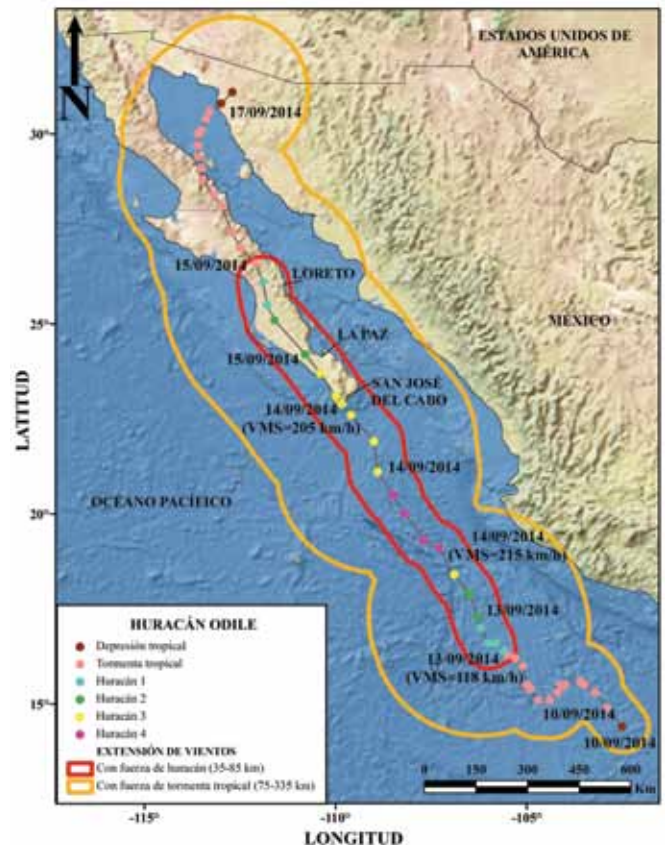 ESTADOS UNIDOS DE
AMÉRICA
N
17/09/2014
30°
15/09/2014
LORETO
MÉXICO
25°
LA PAZ
15/09/2014
SAN JOSÉ
DEL CABO
14/09/2014
(VMS=205 km/h)
LATITUD
14/09/2014
OCÉANO PACÍFICO
20°
14/09/2014
(VMS=215 km/h)
13/09/2014
HURACÁN ODILE
Depresión tropical
Tormenta tropical
Huracán 1
Huracán 2
Huracán 3
Huracán 4
EXTENSIÓN DE VIENTOS
Con fuerza de huracán (35-85 km)
Con fuerza de tormenta tropical (75-335 km)
13/09/2014
(VMS=118 km/h)
15°
10/09/2014
10/09/2014
0 150 300 600
Km
-115° -110° -105°
LONGITUD